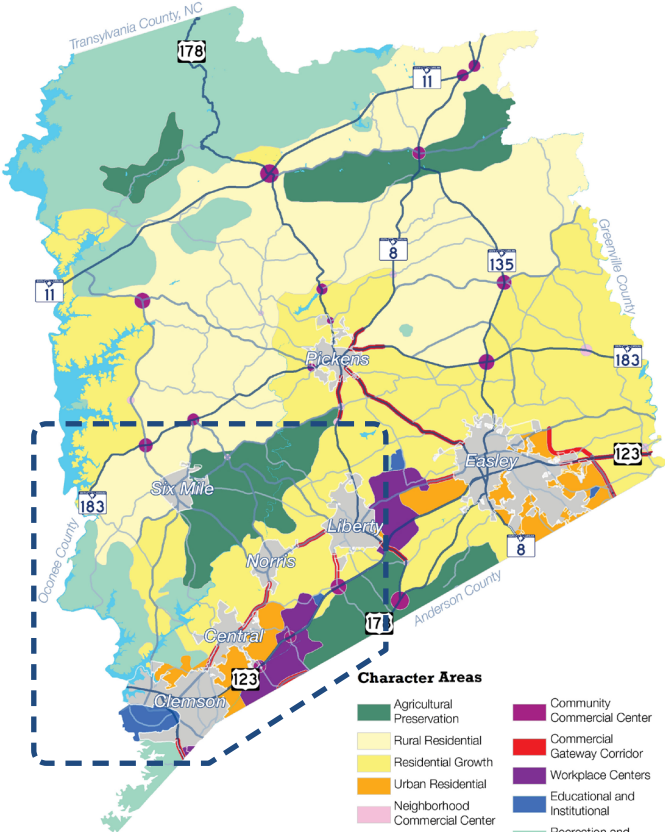 Transylvania County, NC
178
11
8
135
Greenville County
11
Pickens
183
Easley
123
Six Mile
183
Liberty
Oconee County
8
Norris
Anderson County
178
Central
123
Clemson
Character Areas
Agricultural
Preservation
Rural Residential
Residential Growth
Urban Residential
Neighborhood
Commercial Center
Community
Commercial Center
Commercial
Gateway Corridor
Workplace Centers
Educational and
Institutional
Recreation and